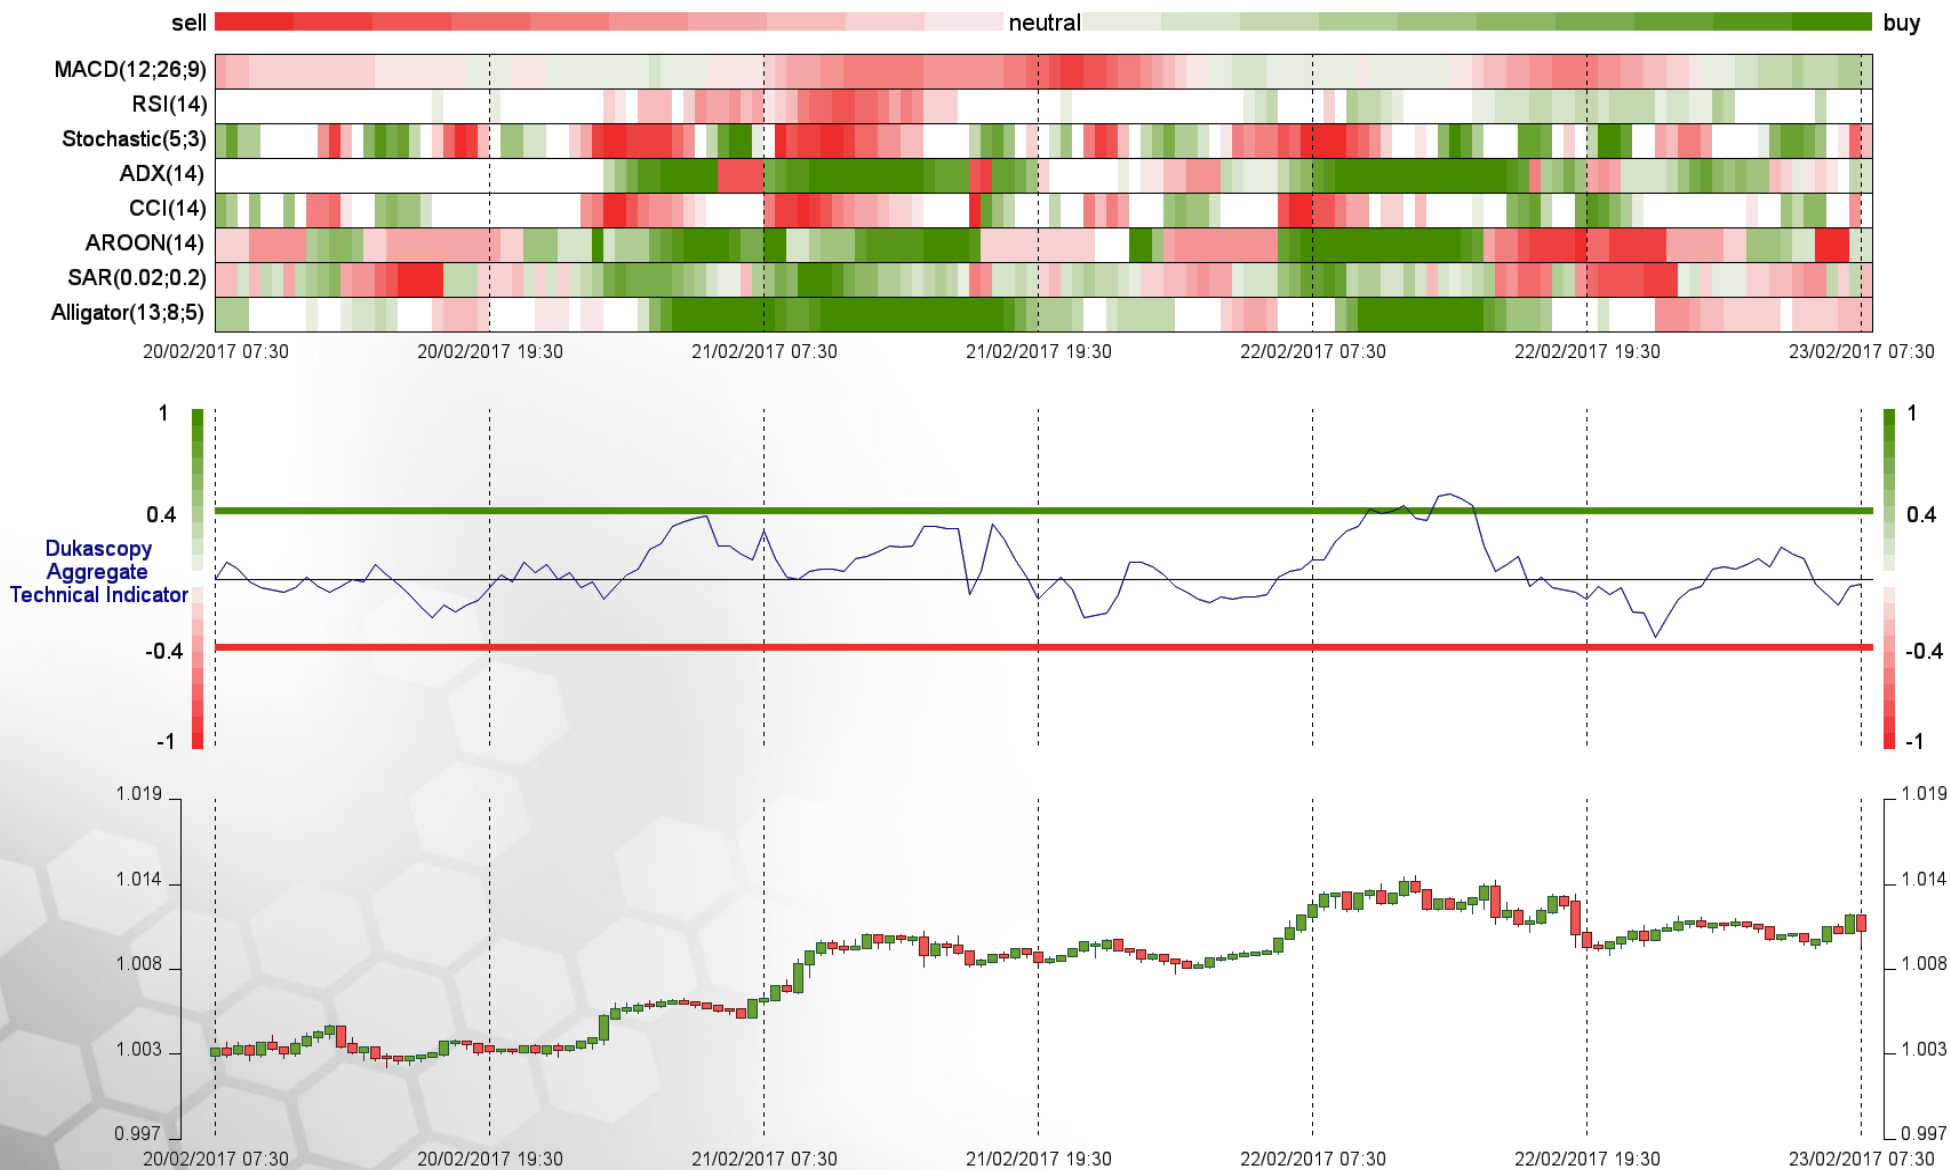 sell neutral buy
MACD(12;26;9)
RSI(14)
Stochastic(5;3)
ADX(14)
CCI(14)
AROON(14)
SAR(0.02;0.2)
Alligator(13;8;5)
20/02/2017 07:30 20/02/2017 19:30 21/02/2017 07:30 21/02/2017 19:30 22/02/2017 07:30 22/02/2017 19:30 23/02/2017 07:30
1 1
0.4 0.4
Dukascopy
Aggregate
Technical Indicator
-0.4 -0.4
-1 -1
1.019 1.019
1.014 1.014
1.008 1.008
1.003 1.003
0.997 0.997
20/02/2017 07:30 20/02/2017 19:30 21/02/2017 07:30 21/02/2017 19:30 22/02/2017 07:30 22/02/2017 19:30 23/02/2017 07:30